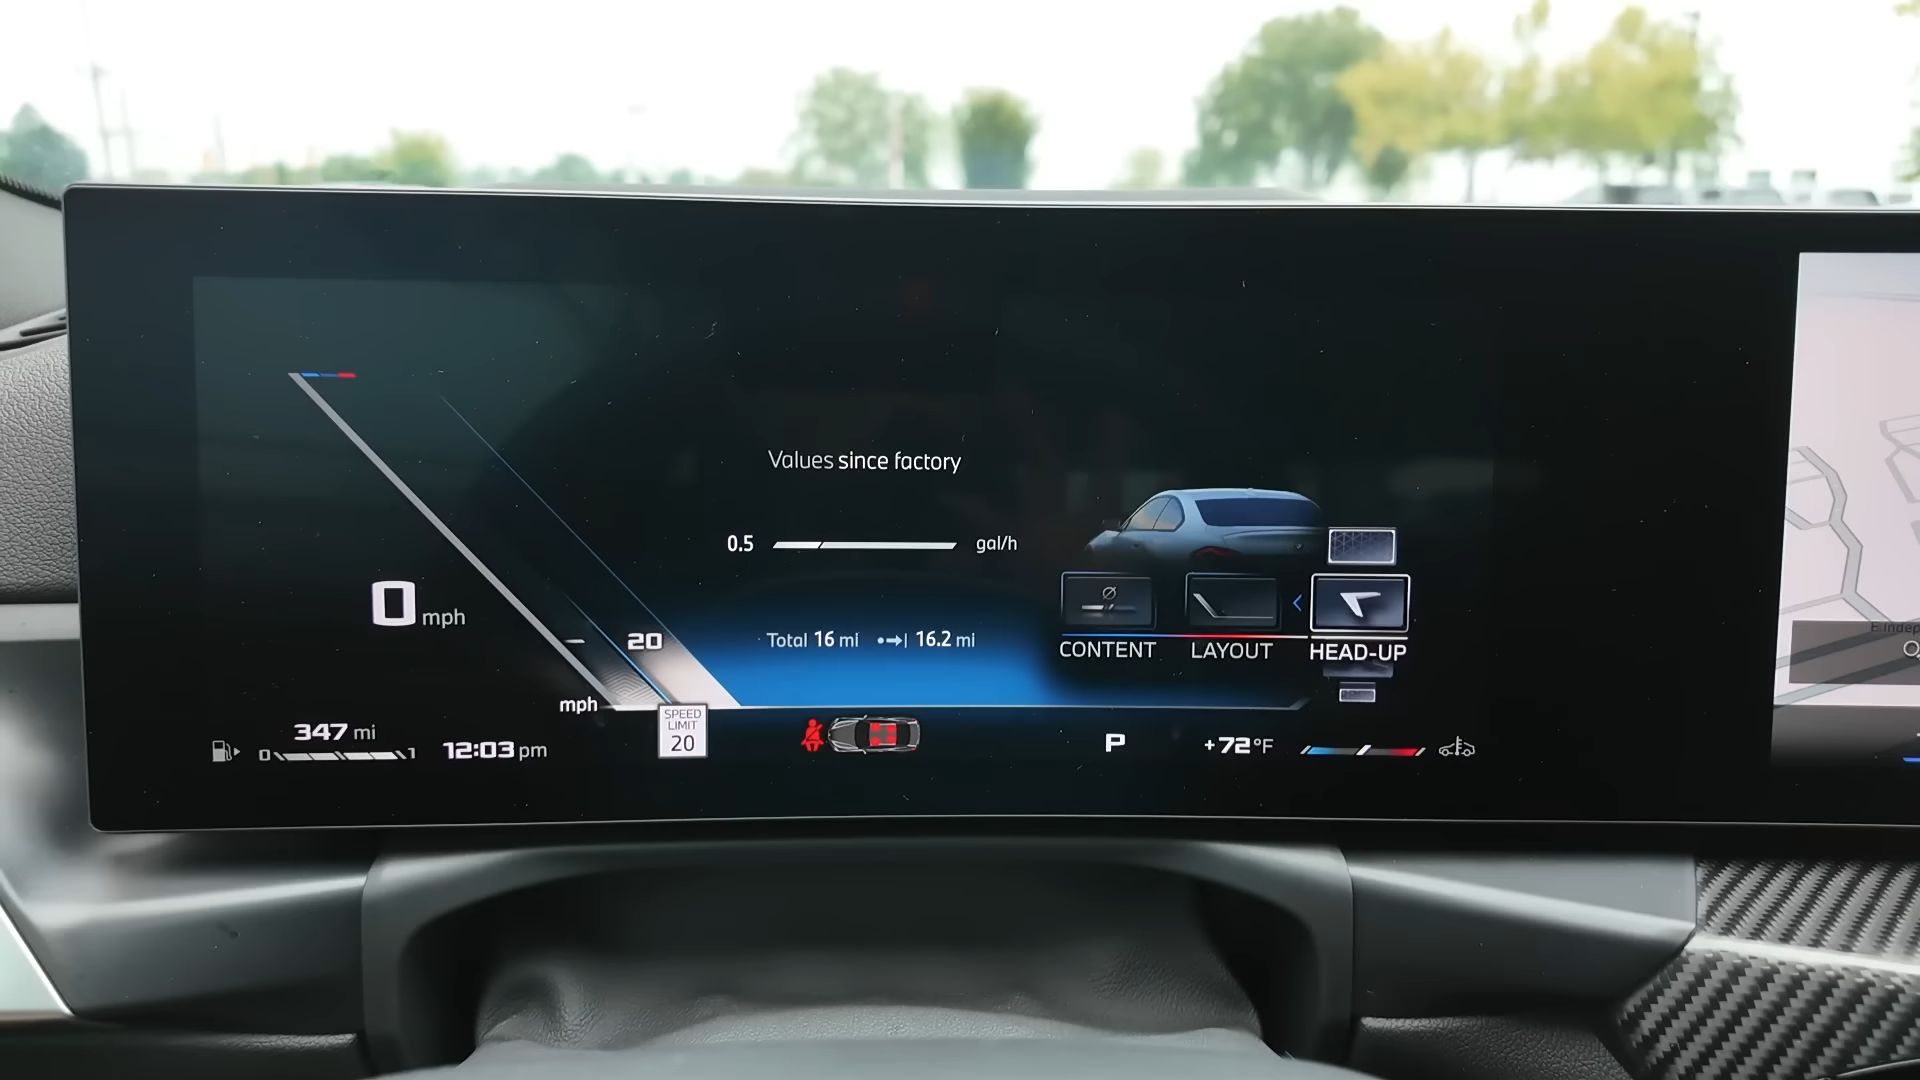 Values since factory
0.5 gal/h
0 mph
20
Total 16 mi 16.2 mi
CONTENT LAYOUT HEAD-UP
mph
347 mi
0 1
12:03 pm
SPEED
LIMIT
20
P
+72°F
E Indep